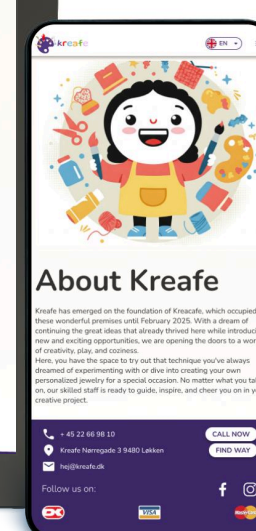 kreafe
EN
About Kreafe
Kreafe has emerged on the foundation of Kreacafe, which occupied
these wonderful premises until February 2025. With a dream of
continuing the great ideas that already thrived here while introduci
new and exciting opportunities, we are opening the doors to a wor
of creativity, play, and coziness.
Here, you have the space to try out that technique you've always
dreamed of experimenting with or dive into creating your own
personalized jewelry for a special occasion. No matter what you tal
on, our skilled staff is ready to guide, inspire, and cheer you on in yo
creative project.
+ 45 22 66 98 10
CALL NOW
Kreafe Nørregade 3 9480 Løkken
FIND WAY
hej@kreafe.dk
Follow us on:
VISA
MasterCard